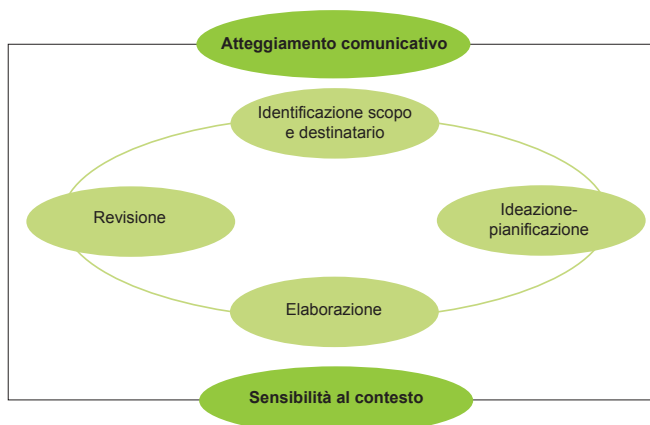 Atteggiamento comunicativo
Identificazione scopo
e destinatario
Revisione
Ideazione-
pianificazione
Elaborazione
Sensibilità al contesto